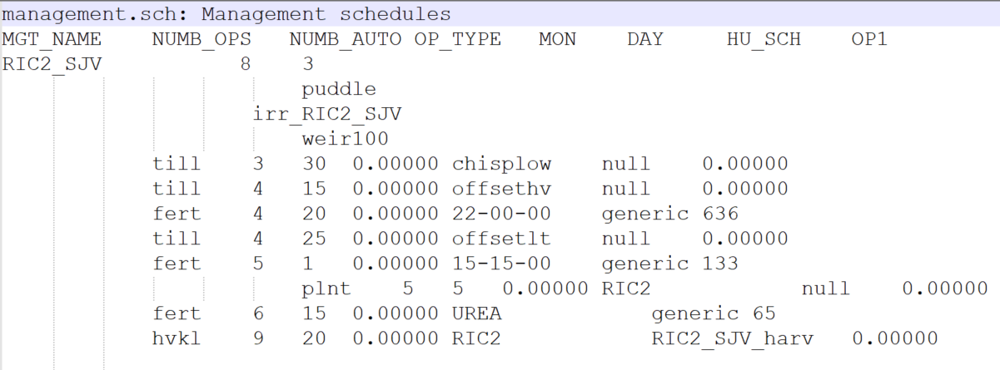 management.sch: Management schedules
MGT_NAME NUMB_OPS NUMB_AUTO OP_TYPE MON DAY HU_SCH OP1
RIC2_SJV 8 3
puddle
irr_RIC2_SJV
weir100
till 3 30 0.00000 chisplow null 0.00000
till 4 15 0.00000 offsethv null 0.00000
fert 4 20 0.00000 22-00-00 generic 636
till 4 25 0.00000 offsetlt null 0.00000
fert 5 1 0.00000 15-15-00 generic 133
plnt 5 5 0.00000 RIC2 null 0.00000
fert 6 15 0.00000 UREA generic 65
hvkl 9 20 0.00000 RIC2 RIC2_SJV_harv 0.00000